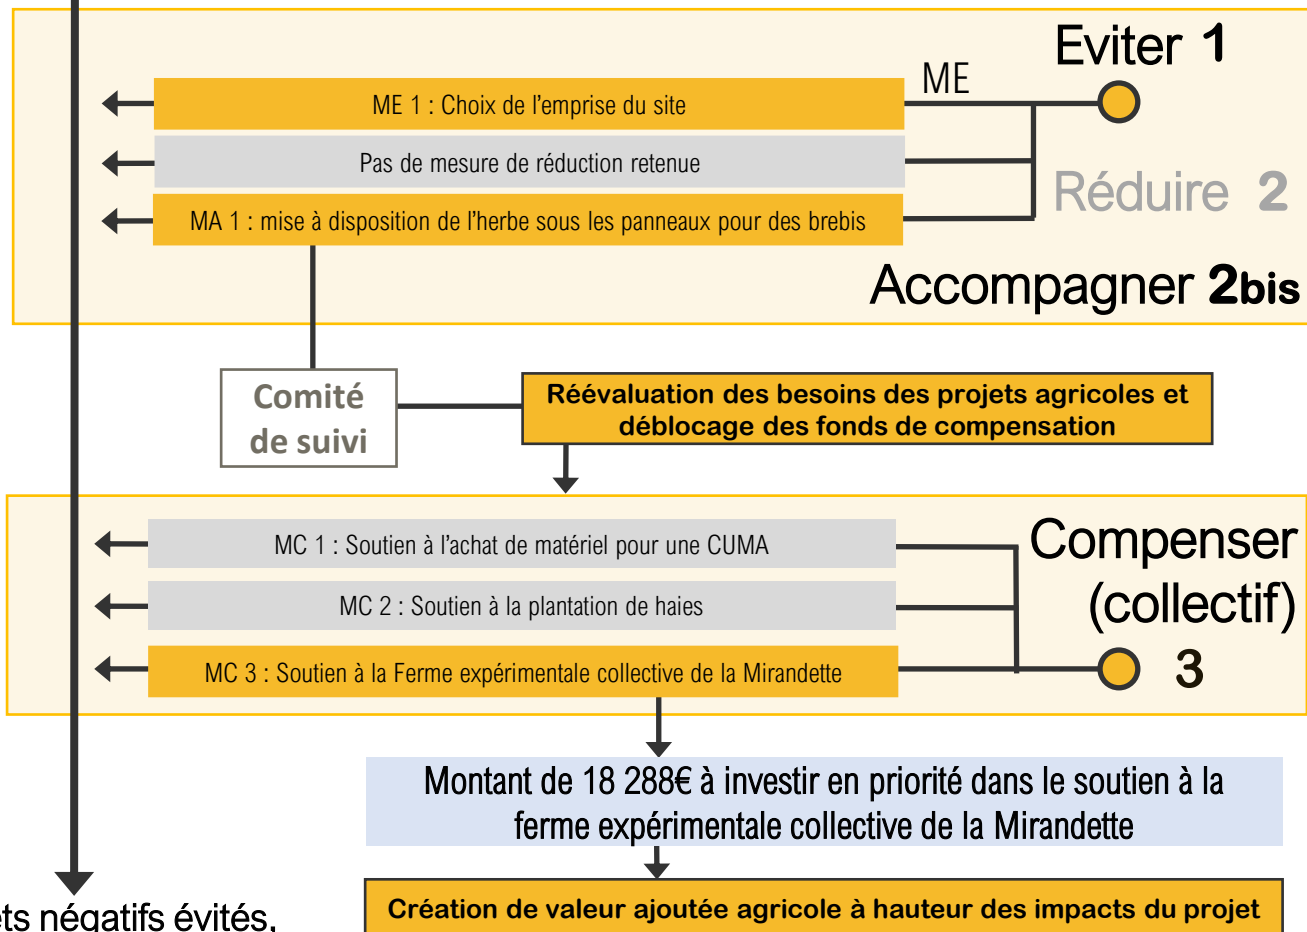 Eviter 1
ME
ME 1 : Choix de l'emprise du site
Pas de mesure de réduction retenue
Réduire 2
MA 1 : mise à disposition de l'herbe sous les panneaux pour des brebis
Accompagner 2bis
Comité
de suivi
Réévaluation des besoins des projets agricoles et
déblocage des fonds de compensation
Compenser
(collectif)
3
MC 1 : Soutien à l'achat de matériel pour une CUMA
MC 2 : Soutien à la plantation de haies
MC 3 : Soutien à la Ferme expérimentale collective de la Mirandette
Montant de 18 288€ à investir en priorité dans le soutien à la
ferme expérimentale collective de la Mirandette
Création de valeur ajoutée agricole à hauteur des impacts du projet
négatifs évités,